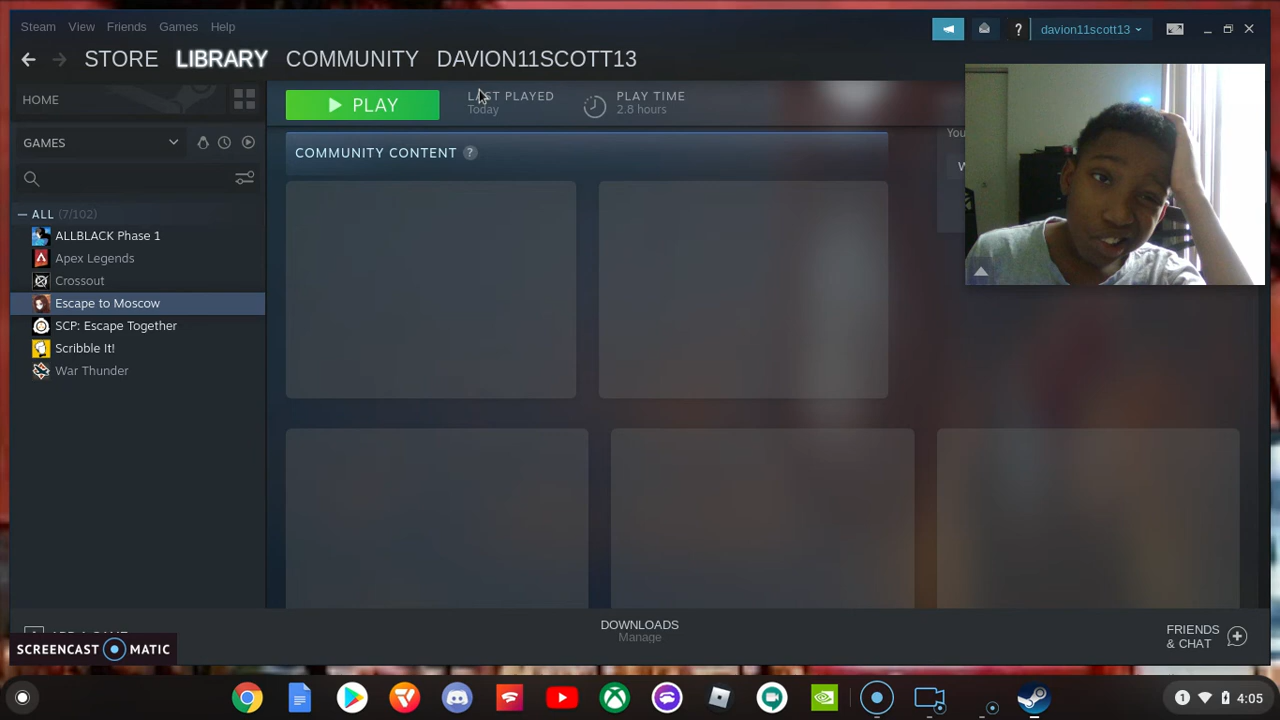 Steam View Friends Games Help
? davion11scott13
STORE LIBRARY COMMUNITY DAVION11SCOTT13
HOME
PLAY
LAST PLAYED
Today
PLAY TIME
2.8 hours
GAMES
COMMUNITY CONTENT ?
You
W
ALL (7/102)
ALLBLACK Phase 1
Apex Legends
Crossout
Escape to Moscow
SCP: Escape Together
Scribble It!
War Thunder
DOWNLOADS
Manage
FRIENDS
& CHAT
SCREENCAST MATIC
1 4:05